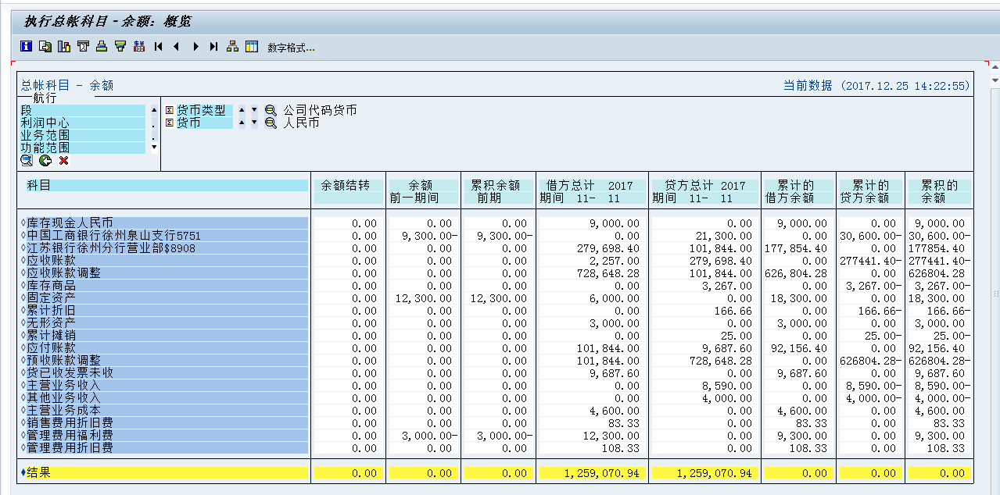 执行总帐科目 - 余额: 概览
数字格式...
总帐科目 - 余额 当前数据 (2017.12.25 14:22:55)
航行
段
利润中心
业务范围
功能范围
货币类型 公司代码货币
货币 人民币
科目 余额结转 余额 累积余额 借方总计 2017 贷方总计 2017 累计的 累计的 累积的
前一期间 前期 期间 11- 11 期间 11- 11 借方余额 贷方余额 余额
库存现金人民币 0.00 0.00 0.00 9,000.00 0.00 9,000.00 0.00 9,000.00
中国工商银行徐州泉山支行5751 0.00 9,300.00- 9,300.00- 0.00 21,300.00 0.00 30,600.00- 30,600.00-
江苏银行徐州分行营业部$8908 0.00 0.00 0.00 279,698.40 101,844.00 177,854.40 0.00 177854.40
应收账款 0.00 0.00 0.00 2,257.00 279,698.40 0.00 277441.40- 277441.40-
应收账款调整 0.00 0.00 0.00 728,648.28 101,844.00 626,804.28 0.00 626804.28
库存商品 0.00 0.00 0.00 0.00 3,267.00 0.00 3,267.00- 3,267.00-
固定资产 0.00 12,300.00 12,300.00 6,000.00 0.00 18,300.00 0.00 18,300.00
累计折旧 0.00 0.00 0.00 0.00 166.66 0.00 166.66- 166.66-
无形资产 0.00 0.00 0.00 3,000.00 0.00 3,000.00 0.00 3,000.00
累计摊销 0.00 0.00 0.00 0.00 25.00 0.00 25.00- 25.00-
应付账款 0.00 0.00 0.00 101,844.00 9,687.60 92,156.40 0.00 92,156.40
预收账款调整 0.00 0.00 0.00 101,844.00 728,648.28 0.00 626804.28- 626804.28-
货已收发票未收 0.00 0.00 0.00 9,687.60 0.00 9,687.60 0.00 9,687.60
主营业务收入 0.00 0.00 0.00 0.00 8,590.00 0.00 8,590.00- 8,590.00-
其他业务收入 0.00 0.00 0.00 0.00 4,000.00 0.00 4,000.00- 4,000.00-
主营业务成本 0.00 0.00 0.00 4,600.00 0.00 4,600.00 0.00 4,600.00
销售费用折旧费 0.00 0.00 0.00 83.33 0.00 83.33 0.00 83.33
管理费用福利费 0.00 3,000.00- 3,000.00- 12,300.00 0.00 9,300.00 0.00 9,300.00
管理费用折旧费 0.00 0.00 0.00 108.33 0.00 108.33 0.00 108.33
结果 0.00 0.00 0.00 1,259,070.94 1,259,070.94 0.00 0.00 0.00